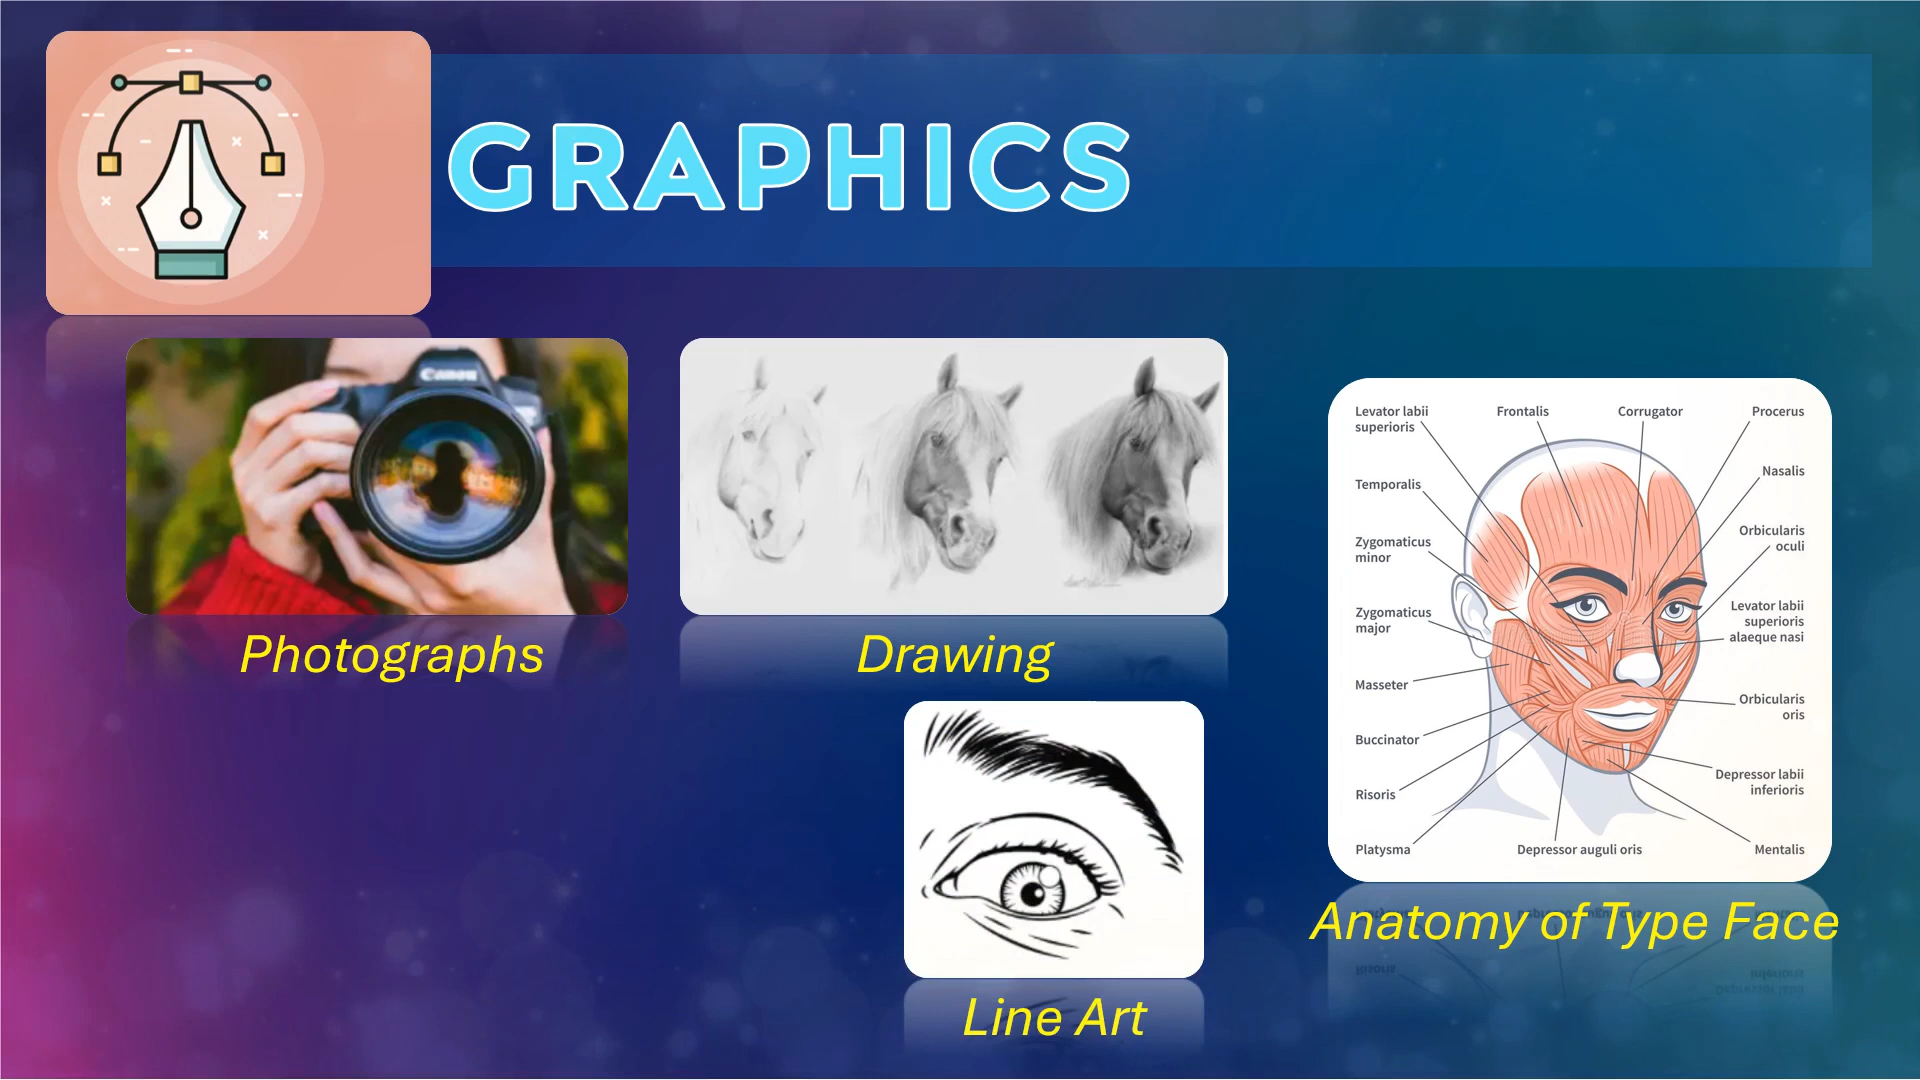 GRAPHICS
Canon
Photographs
Drawing
Levator labii
superioris
Frontalis
Corrugator
Procerus
Temporalis
Nasalis
Zygomaticus
minor
Orbicularis
oculi
Zygomaticus
major
Levator labii
superioris
alaeque nasi
Masseter
Orbicularis
oris
Buccinator
Risoris
Depressor labii
inferioris
Platysma
Depressor auguli oris
Mentalis
Anatomy of Type Face
Line Art